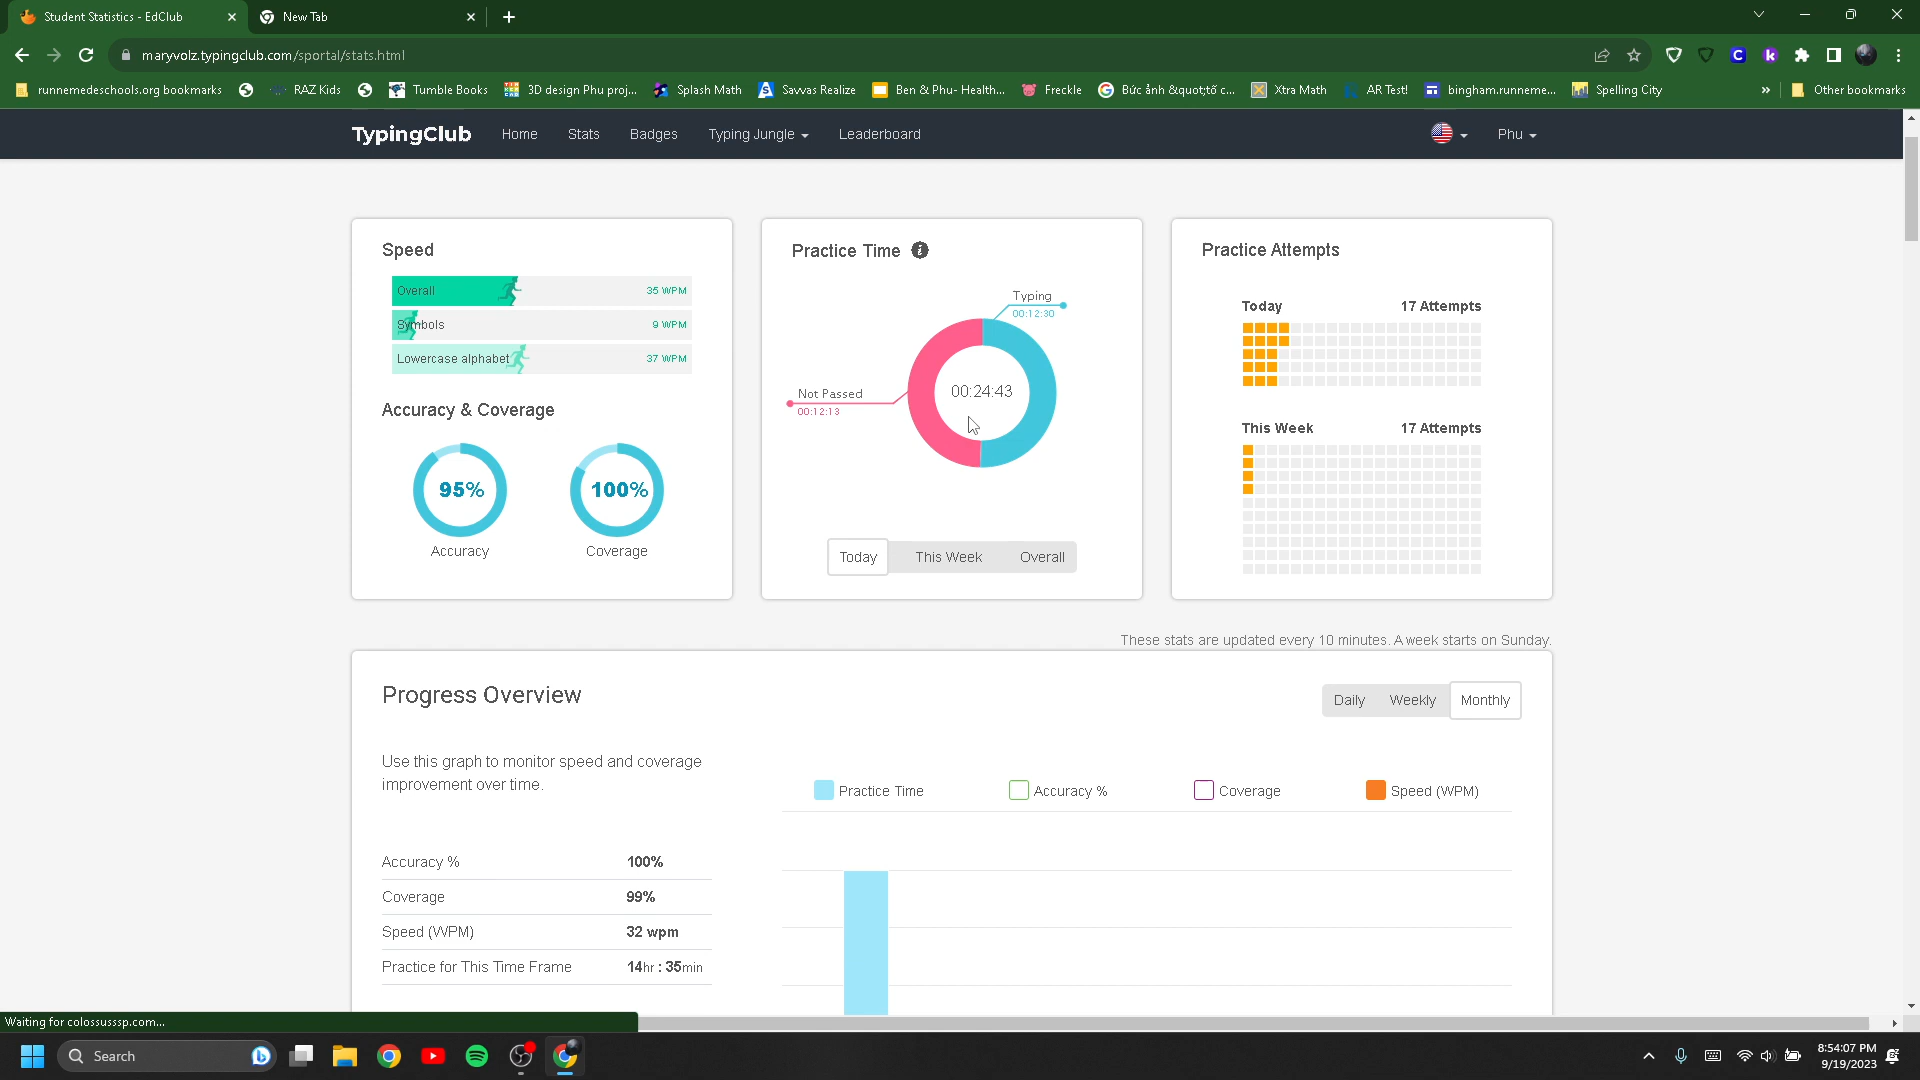 Student Statistics - EdClub
New Tab
maryvolz.typingclub.com/sportal/stats.html
runnemedeschools.org bookmarks RAZ Kids Tumble Books 3D design Phu proj... Splash Math Savvas Realize Ben & Phu- Health... Freckle Bức ảnh &quot;tố c... Xtra Math AR Test! bingham.runneme... Spelling City » Other bookmarks
TypingClub Home Stats Badges Typing Jungle Leaderboard Phu
Speed
Overall 35 WPM
Symbols 9 WPM
Lowercase alphabet 37 WPM
Accuracy & Coverage
95% 100%
Accuracy Coverage
Practice Time
Typing
00:12:30
00:24:43
Not Passed
00:12:13
Today This Week Overall
Practice Attempts
Today 17 Attempts
This Week 17 Attempts
These stats are updated every 10 minutes. A week starts on Sunday.
Progress Overview
Daily Weekly Monthly
Use this graph to monitor speed and coverage
improvement over time.
Practice Time Accuracy % Coverage Speed (WPM)
Accuracy % 100%
Coverage 99%
Speed (WPM) 32 wpm
Practice for This Time Frame 14hr : 35min
Waiting for colossusssp.com...
Search
8:54:07 PM
9/19/2023